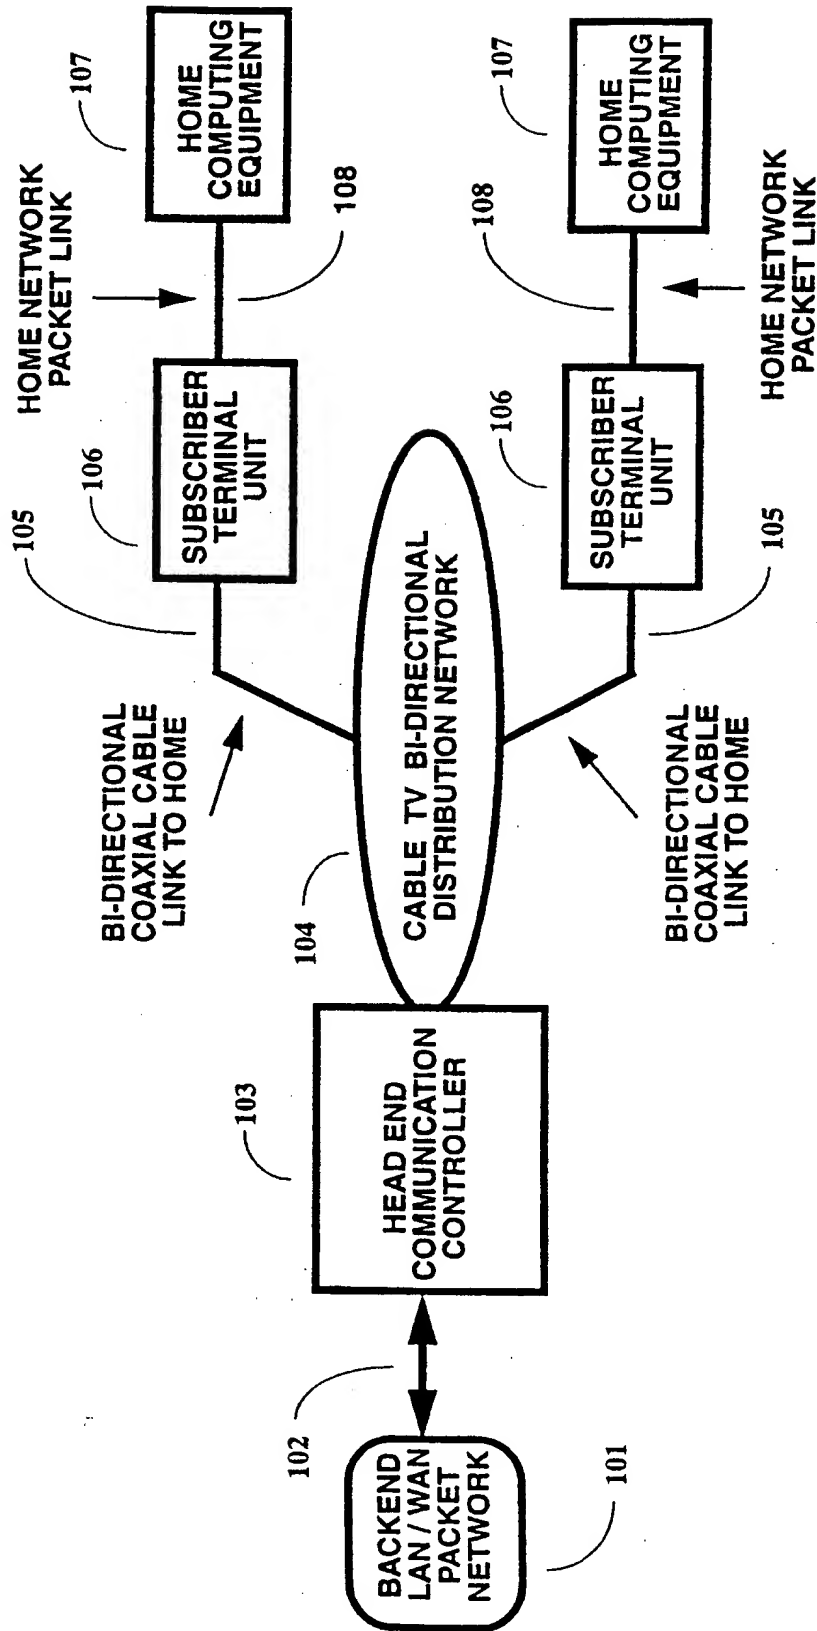 107
HOME
COMPUTING
EQUIPMENT
HOME NETWORK
PACKET LINK
108
106
SUBSCRIBER
TERMINAL
UNIT
105
BI-DIRECTIONAL
COAXIAL CABLE
LINK TO HOME
BACKEND
LAN / WAN
PACKET
NETWORK
101
102
HEAD END
COMMUNICATION
CONTROLLER
103
104
CABLE TV BI-DIRECTIONAL
DISTRIBUTION NETWORK
107
HOME
COMPUTING
EQUIPMENT
108
HOME NETWORK
PACKET LINK
106
SUBSCRIBER
TERMINAL
UNIT
105
BI-DIRECTIONAL
COAXIAL CABLE
LINK TO HOME